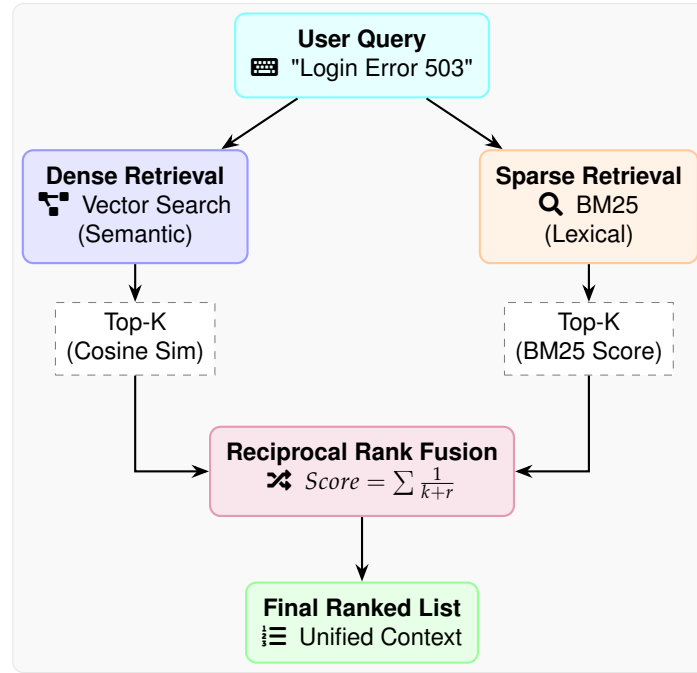 User Query
"Login Error 503"
Dense Retrieval
Vector Search
(Semantic)
Sparse Retrieval
BM25
(Lexical)
Top-K
(Cosine Sim)
Top-K
(BM25 Score)
Reciprocal Rank Fusion
Score = ∑ 1/(k+r)
Final Ranked List
Unified Context